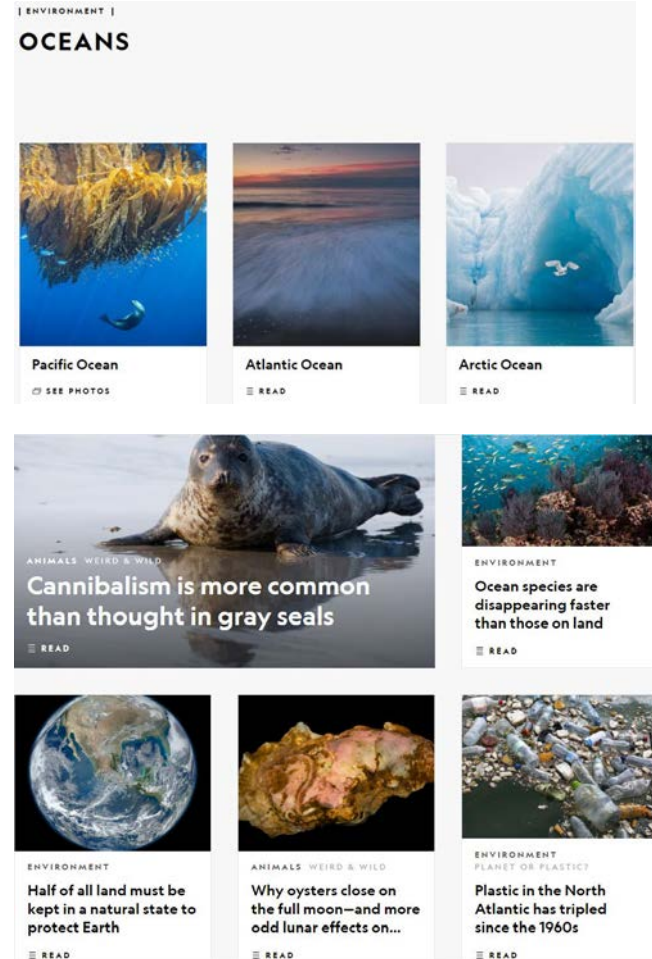 | ENVIRONMENT |
OCEANS
Pacific Ocean
SEE PHOTOS
Atlantic Ocean
READ
Arctic Ocean
READ
ANIMALS WEIRD & WILD
Cannibalism is more common
than thought in gray seals
READ
ENVIRONMENT
Ocean species are
disappearing faster
than those on land
READ
ENVIRONMENT
Half of all land must be
kept in a natural state to
protect Earth
READ
ANIMALS WEIRD & WILD
Why oysters close on
the full moon—and more
odd lunar effects on...
READ
ENVIRONMENT
PLANET OR PLASTIC?
Plastic in the North
Atlantic has tripled
since the 1960s
READ